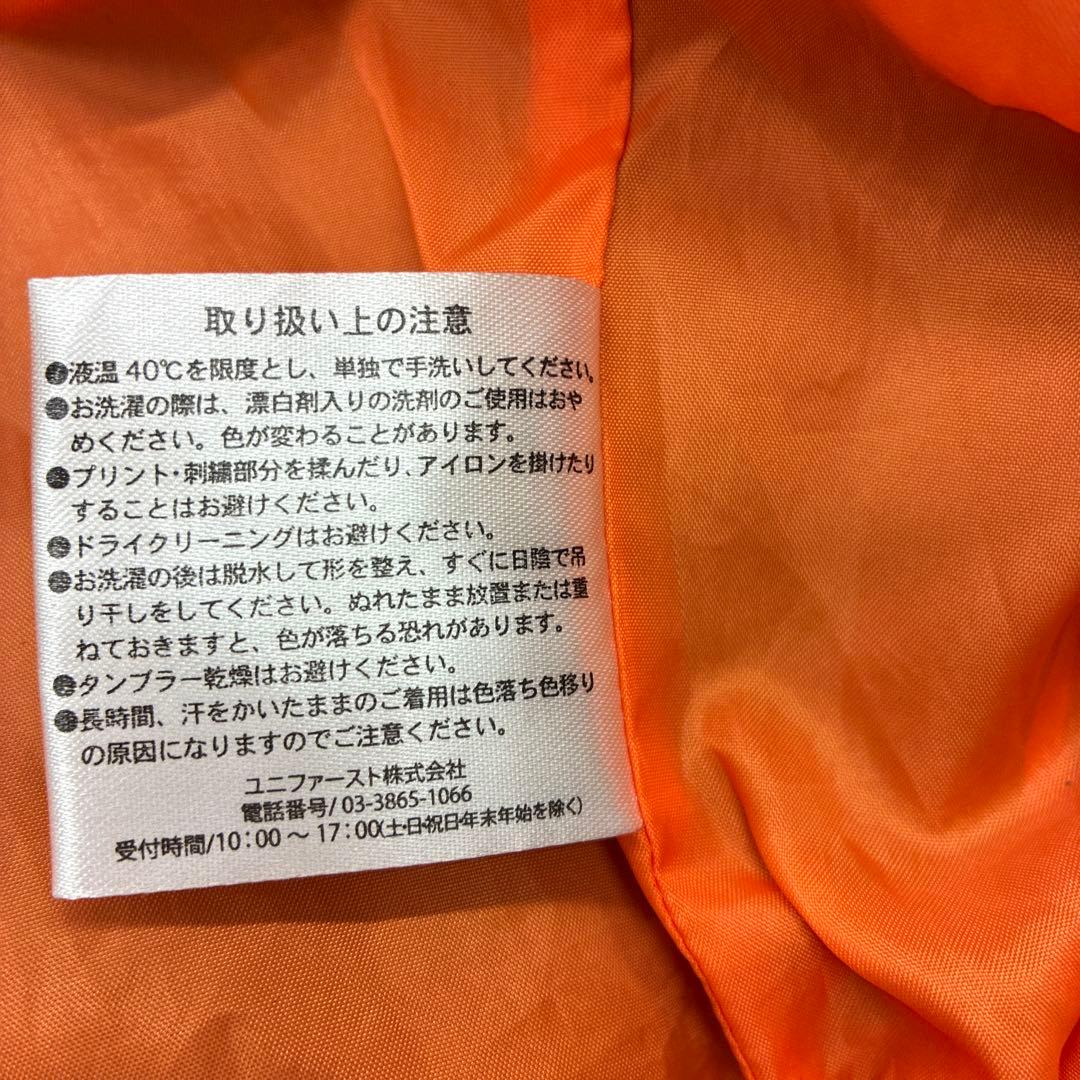 取り扱い上の注意
●液温40℃を限度とし、単独で手洗いしてください。
●お洗濯の際は、漂白剤入りの洗剤のご使用はおや
めください。色が変わることがあります。
●プリント・刺繍部分を揉んだり、アイロンを掛けたり
することはお避けください。
●ドライクリーニングはお避けください。
●お洗濯の後は脱水して形を整え、すぐに日陰で吊
り干しをしてください。ぬれたまま放置または重
ねておきますと、色が落ちる恐れがあります。
●タンブラー乾燥はお避けください。
●長時間、汗をかいたままのご着用は色落ち色移り
の原因になりますのでご注意ください。
ユニファースト株式会社
電話番号/03-3865-1066
受付時間/10:00～17:00(土・日・祝日・年末年始を除く)